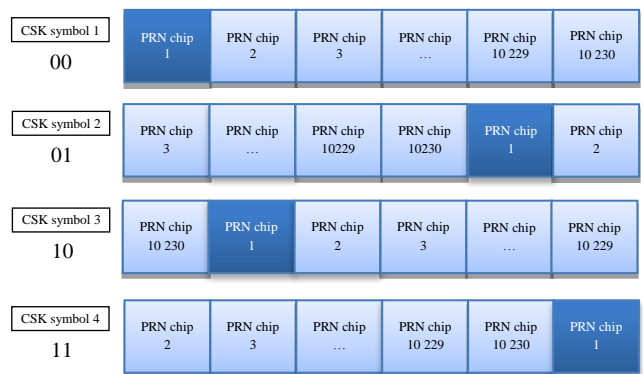 CSK symbol 1
00
PRN chip 1
PRN chip 2
PRN chip 3
PRN chip …
PRN chip 10 229
PRN chip 10 230
CSK symbol 2
01
PRN chip 3
PRN chip …
PRN chip 10229
PRN chip 10230
PRN chip 1
PRN chip 2
CSK symbol 3
10
PRN chip 10 230
PRN chip 1
PRN chip 2
PRN chip 3
PRN chip …
PRN chip 10 229
CSK symbol 4
11
PRN chip 2
PRN chip 3
PRN chip …
PRN chip 10 229
PRN chip 10 230
PRN chip 1